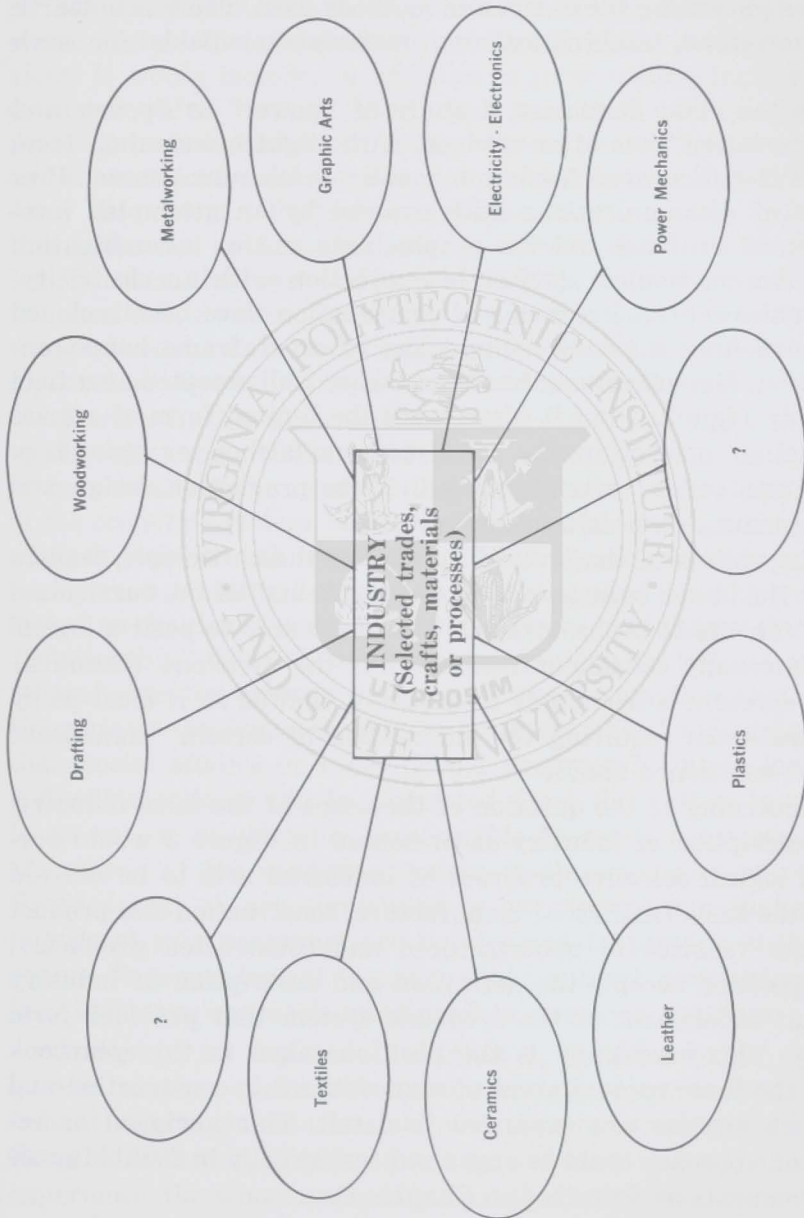 Metalworking
Graphic Arts
Electricity - Electronics
Power Mechanics
Woodworking
?
Drafting
Plastics
?
Textiles
Ceramics
Leather
INDUSTRY
(Selected trades,
crafts, materials
or processes)
VIRGINIA POLYTECHNIC INSTITUTE
AND STATE UNIVERSITY
UT PROSIM